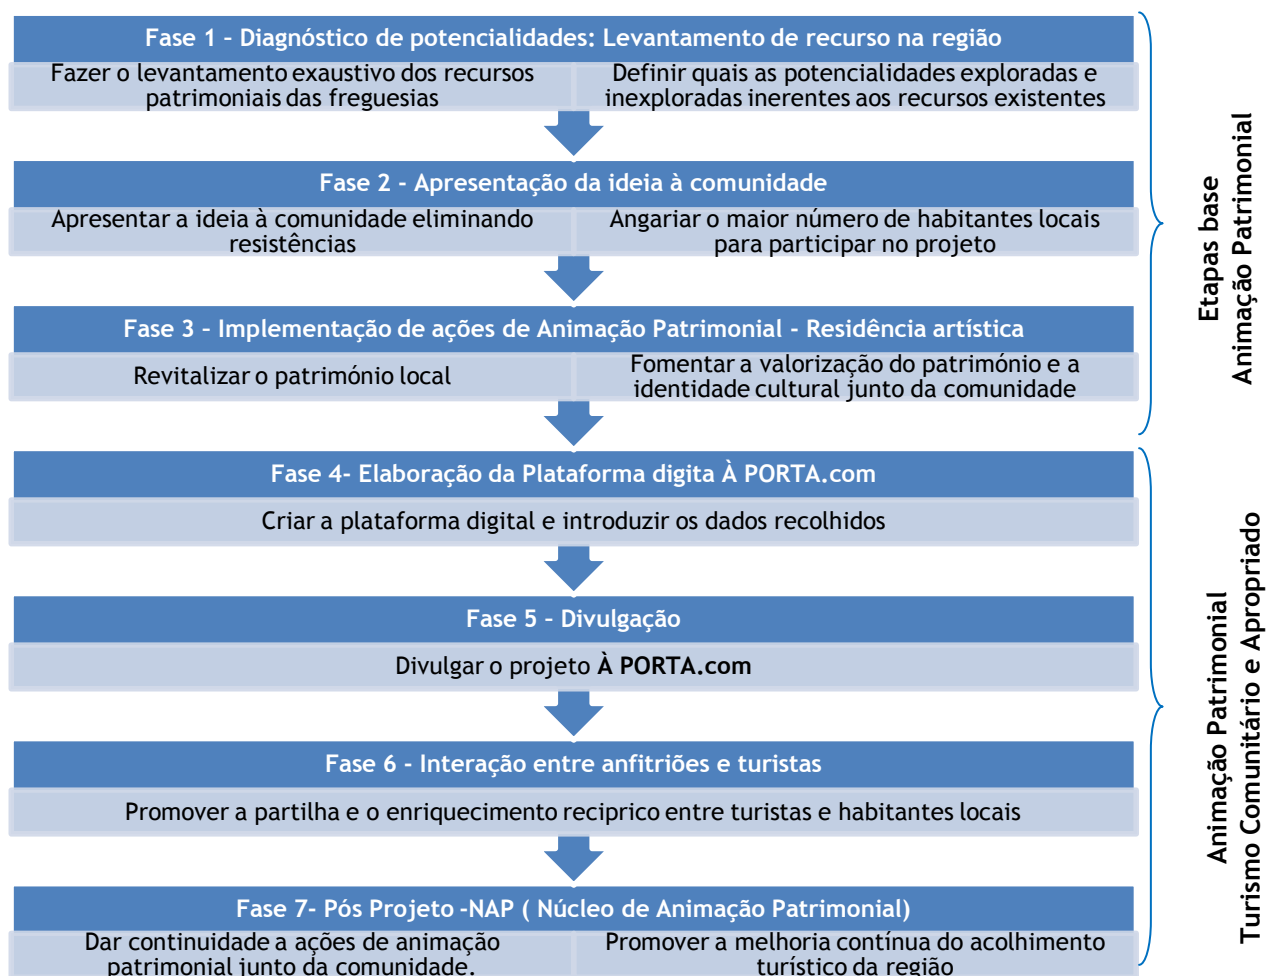 Fase 1 – Diagnóstico de potencialidades: Levantamento de recurso na região
Fazer o levantamento exaustivo dos recursos
patrimoniais das freguesias
Definir quais as potencialidades exploradas e
inexploradas inerentes aos recursos existentes
Fase 2 - Apresentação da ideia à comunidade
Apresentar a ideia à comunidade eliminando
resistências
Angariar o maior número de habitantes locais
para participar no projeto
Fase 3 – Implementação de ações de Animação Patrimonial - Residência artística
Revitalizar o património local
Fomentar a valorização do património e a
identidade cultural junto da comunidade
Etapas base
Animação Patrimonial
Fase 4- Elaboração da Plataforma digita À PORTA.com
Criar a plataforma digital e introduzir os dados recolhidos
Fase 5 – Divulgação
Divulgar o projeto À PORTA.com
Fase 6 - Interação entre anfitriões e turistas
Promover a partilha e o enriquecimento reciprico entre turistas e habitantes locais
Fase 7- Pós Projeto -NAP ( Núcleo de Animação Patrimonial)
Dar continuidade a ações de animação
patrimonial junto da comunidade.
Promover a melhoria contínua do acolhimento
turístico da região
Animação Patrimonial
Turismo Comunitário e Apropriado